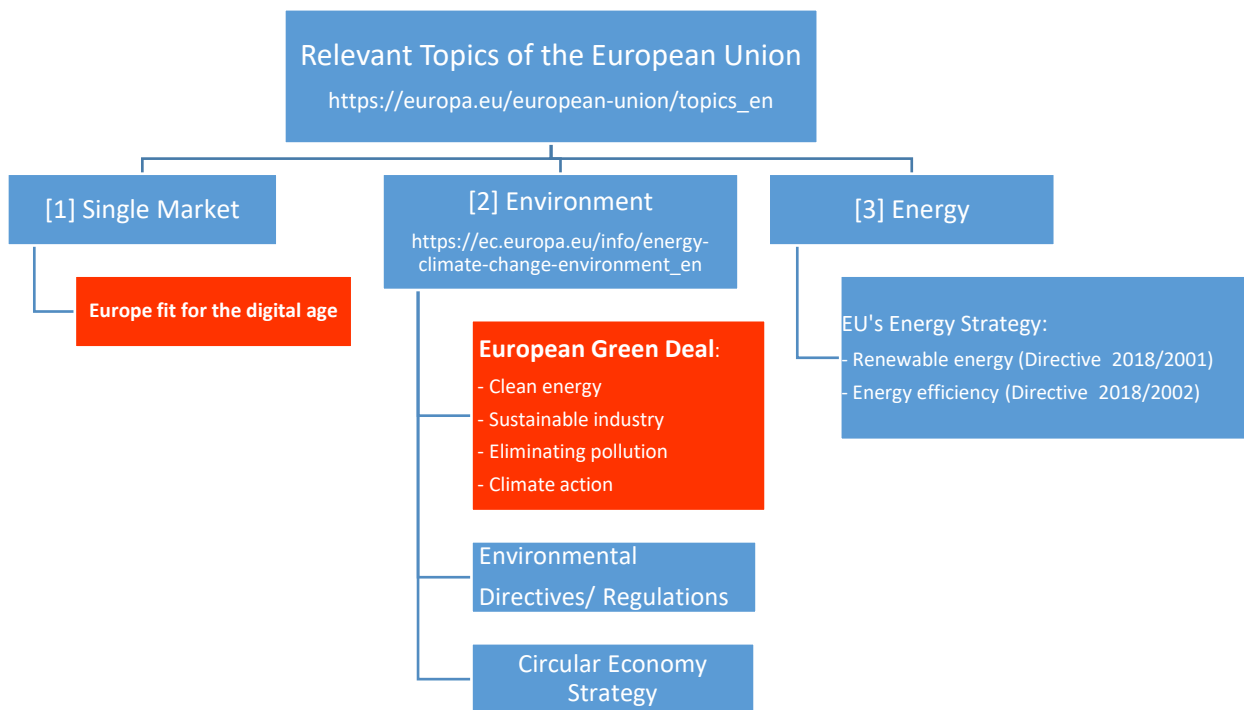 Relevant Topics of the European Union
https://europa.eu/european-union/topics_en
[1] Single Market
Europe fit for the digital age
[2] Environment
https://ec.europa.eu/info/energy-
climate-change-environment_en
European Green Deal:
- Clean energy
- Sustainable industry
- Eliminating pollution
- Climate action
Environmental
Directives/ Regulations
Circular Economy
Strategy
[3] Energy
EU's Energy Strategy:
- Renewable energy (Directive 2018/2001)
- Energy efficiency (Directive 2018/2002)